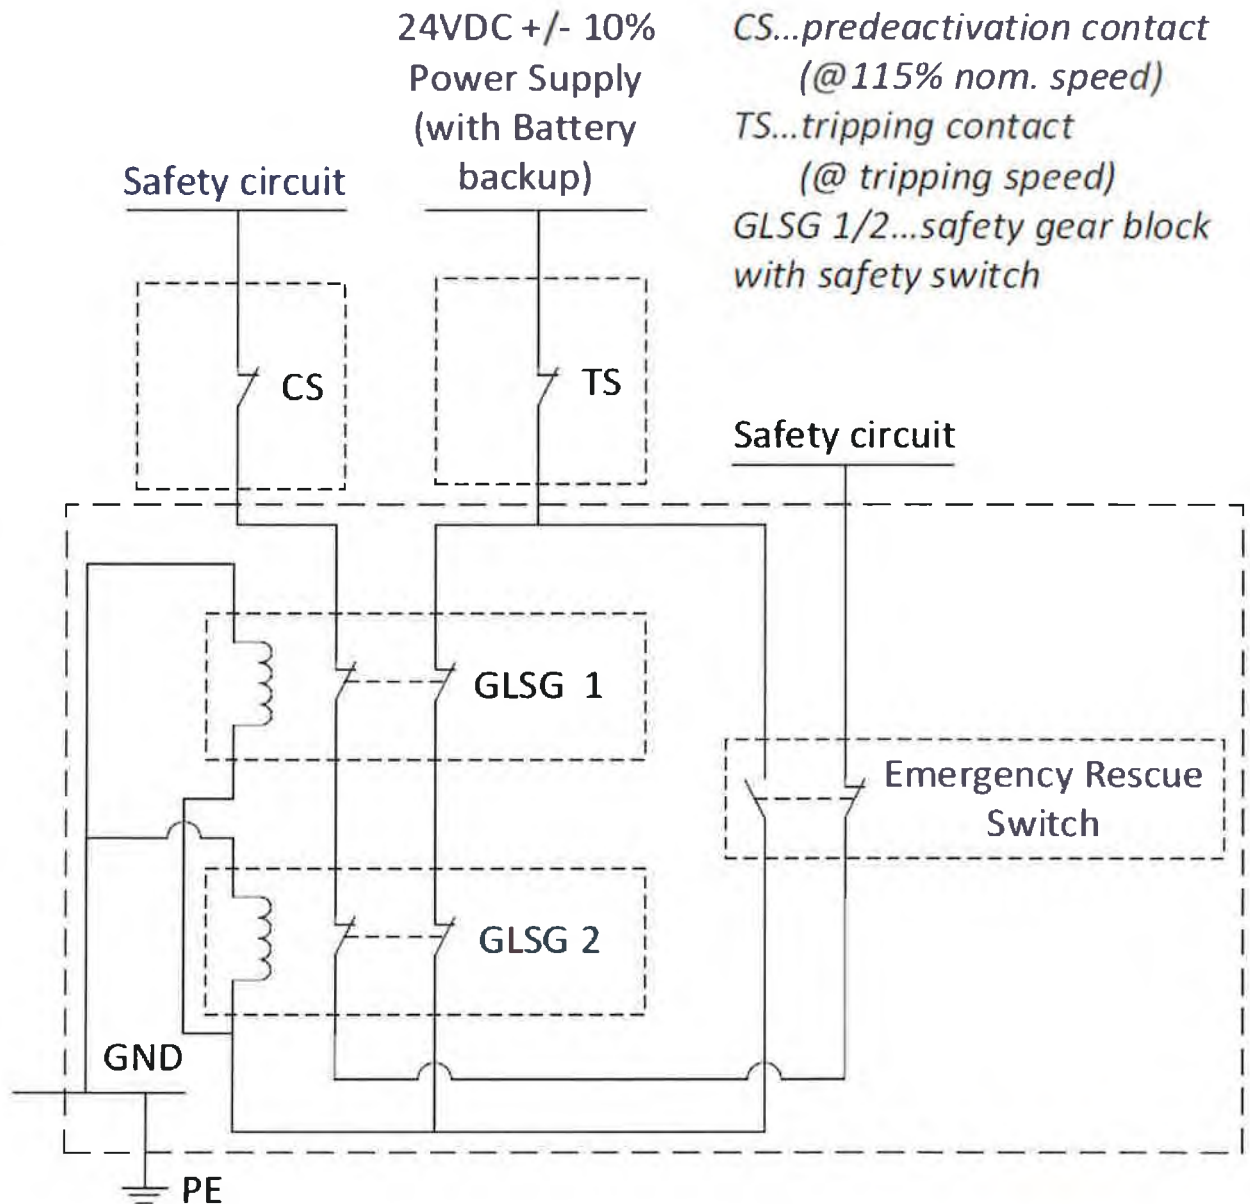 24VDC +/- 10%
Power Supply
(with Battery
backup)
CS...predeactivation contact
(@115% nom. speed)
TS...tripping contact
(@ tripping speed)
GLSG 1/2...safety gear block
with safety switch
Safety circuit
CS
TS
Safety circuit
GLSG 1
Emergency Rescue
Switch
GLSG 2
GND
PE